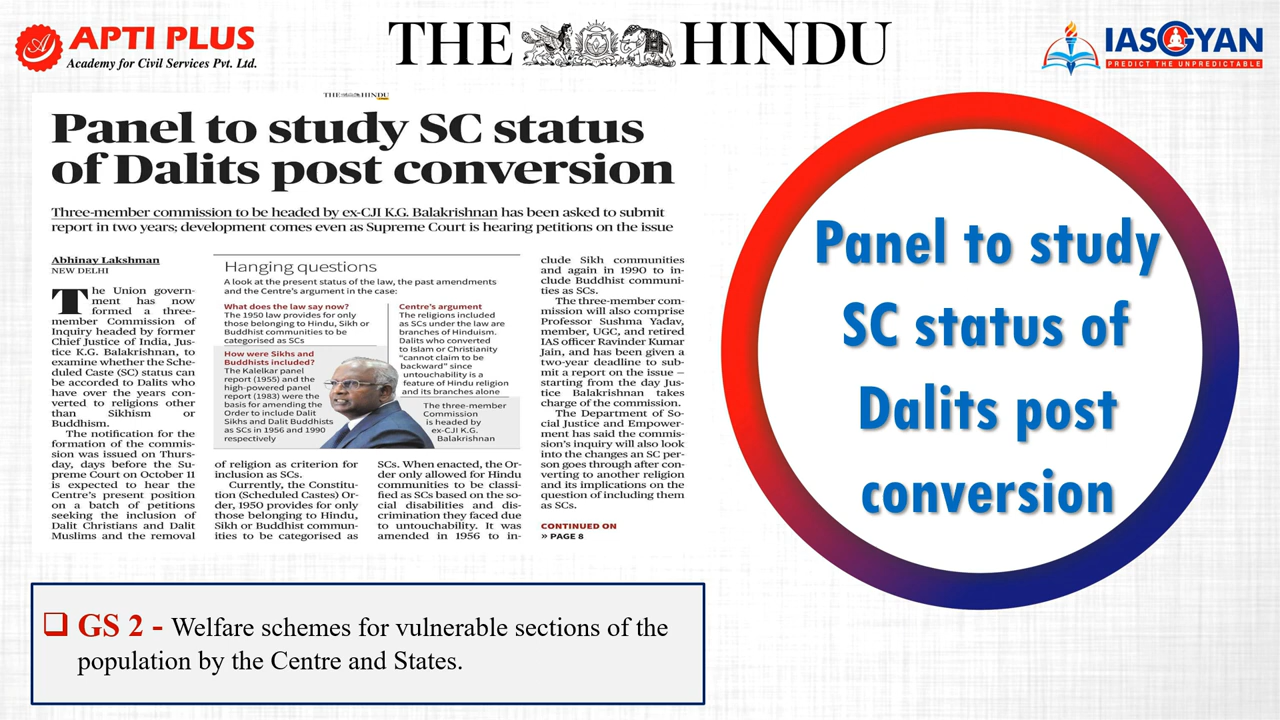 APTI PLUS
Academy for Civil Services Pvt. Ltd.
THE HINDU
IASGYAN
PREDICT THE UNPREDICTABLE
THE HINDU
Panel to study SC status
of Dalits post conversion
Three-member commission to be headed by ex-CJI K.G. Balakrishnan has been asked to submit
report in two years; development comes even as Supreme Court is hearing petitions on the issue
Abhinay Lakshman
NEW DELHI
The Union govern-
ment has now
formed a three-
member Commission of
Inquiry headed by former
Chief Justice of India, Jus-
tice K.G. Balakrishnan, to
examine whether the Sche-
duled Caste (SC) status can
be accorded to Dalits who
have over the years con-
verted to religions other
than Sikhism or
Buddhism.
The notification for the
formation of the commis-
sion was issued on Thurs-
day, days before the Su-
preme Court on October 11
is expected to hear the
Centre's present position
on a batch of petitions
seeking the inclusion of
Dalit Christians and Dalit
Muslims and the removal
Hanging questions
A look at the present status of the law, the past amendments
and the Centre's argument in the case:
What does the law say now?
The 1950 law provides for only
those belonging to Hindu, Sikh or
Buddhist communities to be
categorised as SCs
How were Sikhs and
Buddhists included?
The Kalelkar panel
report (1955) and the
high-powered panel
report (1983) were the
basis for amending the
Order to include Dalit
Sikhs and Dalit Buddhists
as SCs in 1956 and 1990
respectively
Centre's argument
The religions included
as SCs under the law are
branches of Hinduism.
Dalits who converted
to Islam or Christianity
"cannot claim to be
backward" since
untouchability is a
feature of Hindu religion
and its branches alone
The three-member
Commission
is headed by
ex-CJI K.G.
Balakrishnan
of religion as criterion for
inclusion as SCs.
Currently, the Constitu-
tion (Scheduled Castes) Or-
der, 1950 provides for only
those belonging to Hindu,
Sikh or Buddhist commun-
ities to be categorised as
SCs. When enacted, the Or-
der only allowed for Hindu
communities to be classi-
fied as SCs based on the so-
cial disabilities and dis-
crimination they faced due
to untouchability. It was
amended in 1956 to in-
clude Sikh communities
and again in 1990 to in-
clude Buddhist communi-
ties as SCs.
The three-member com-
mission will also comprise
Professor Sushma Yadav,
member, UGC, and retired
IAS officer Ravinder Kumar
Jain, and has been given a
two-year deadline to sub-
mit a report on the issue –
starting from the day Jus-
tice Balakrishnan takes
charge of the commission.
The Department of So-
cial Justice and Empower-
ment has said the commis-
sion's inquiry will also look
into the changes an SC per-
son goes through after con-
verting to another religion
and its implications on the
question of including them
as SCs.
CONTINUED ON
» PAGE 8
Panel to study
SC status of
Dalits post
conversion
GS 2 - Welfare schemes for vulnerable sections of the
population by the Centre and States.